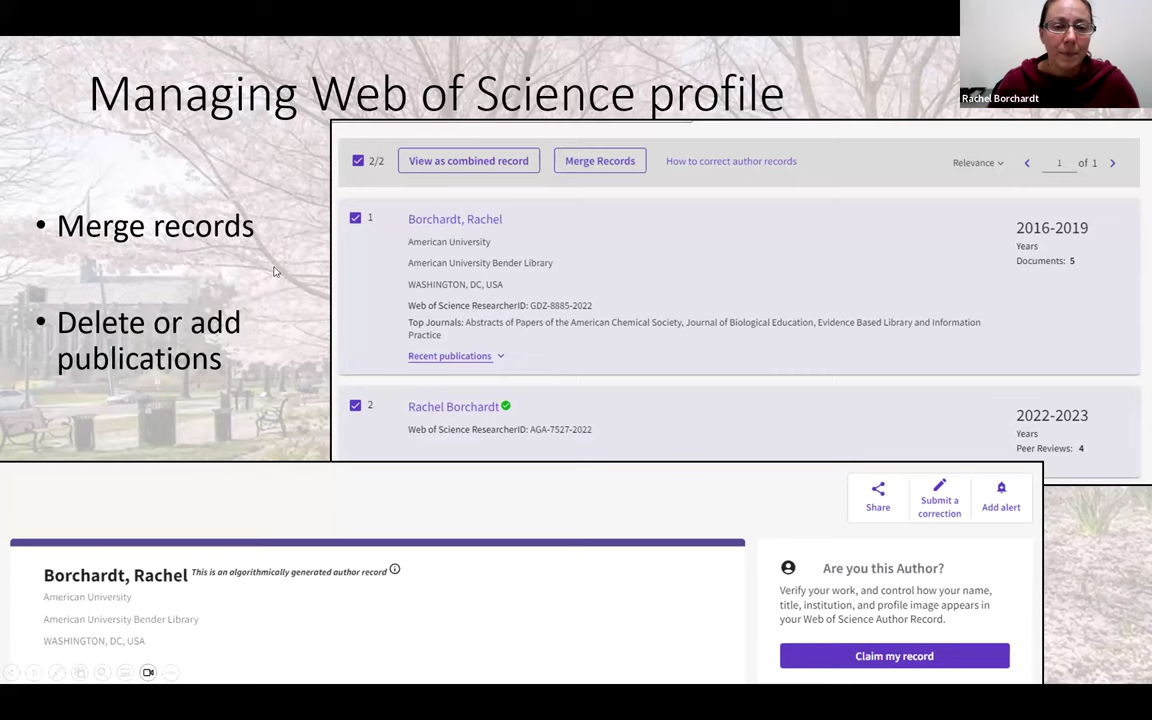 Managing Web of Science profile
Rachel Borchardt
• Merge records
• Delete or add
publications
2/2 View as combined record Merge Records How to correct author records Relevance 1 of 1
1 Borchardt, Rachel
American University
American University Bender Library
WASHINGTON, DC, USA
Web of Science ResearcherID: GDZ-8885-2022
Top Journals: Abstracts of Papers of the American Chemical Society, Journal of Biological Education, Evidence Based Library and Information
Practice
Recent publications
2016-2019
Years
Documents: 5
2 Rachel Borchardt
Web of Science ResearcherID: AGA-7527-2022
2022-2023
Years
Peer Reviews: 4
Share
Submit a
correction
Add alert
Borchardt, Rachel This is an algorithmically generated author record
American University
American University Bender Library
WASHINGTON, DC, USA
Are you this Author?
Verify your work, and control how your name,
title, institution, and profile image appears in
your Web of Science Author Record.
Claim my record